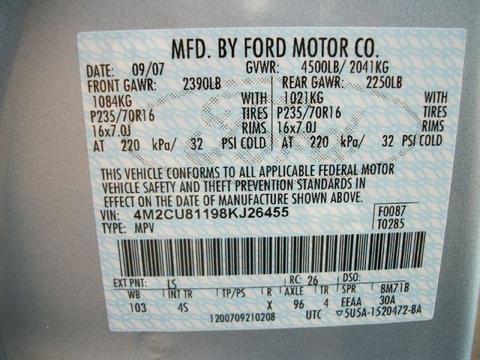 MFD. BY FORD MOTOR CO.
DATE: 09/07 GVWR: 4500LB/ 2041KG
FRONT GAWR: 2390LB REAR GAWR: 2250LB
1084KG WITH 1021KG WITH
P235/70R16 TIRES P235/70R16 TIRES
16x7.0J RIMS 16x7.0J RIMS
AT 220 kPa/ 32 PSI COLD AT 220 kPa/ 32 PSI COLD
THIS VEHICLE CONFORMS TO ALL APPLICABLE FEDERAL MOTOR
VEHICLE SAFETY AND THEFT PREVENTION STANDARDS IN
EFFECT ON THE DATE OF MANUFACTURE SHOWN ABOVE.
VIN: 4M2CU81198KJ26455 F0087
TYPE: MPV T0285
EXT PNT: LS RC: 26 DSO:
WB INT TR TP/PS R AXLE TR SPR 8M71B
103 4S X 96 4 EEAA 30A
1200709210208 UTC ▽5U5A-1520472-BA